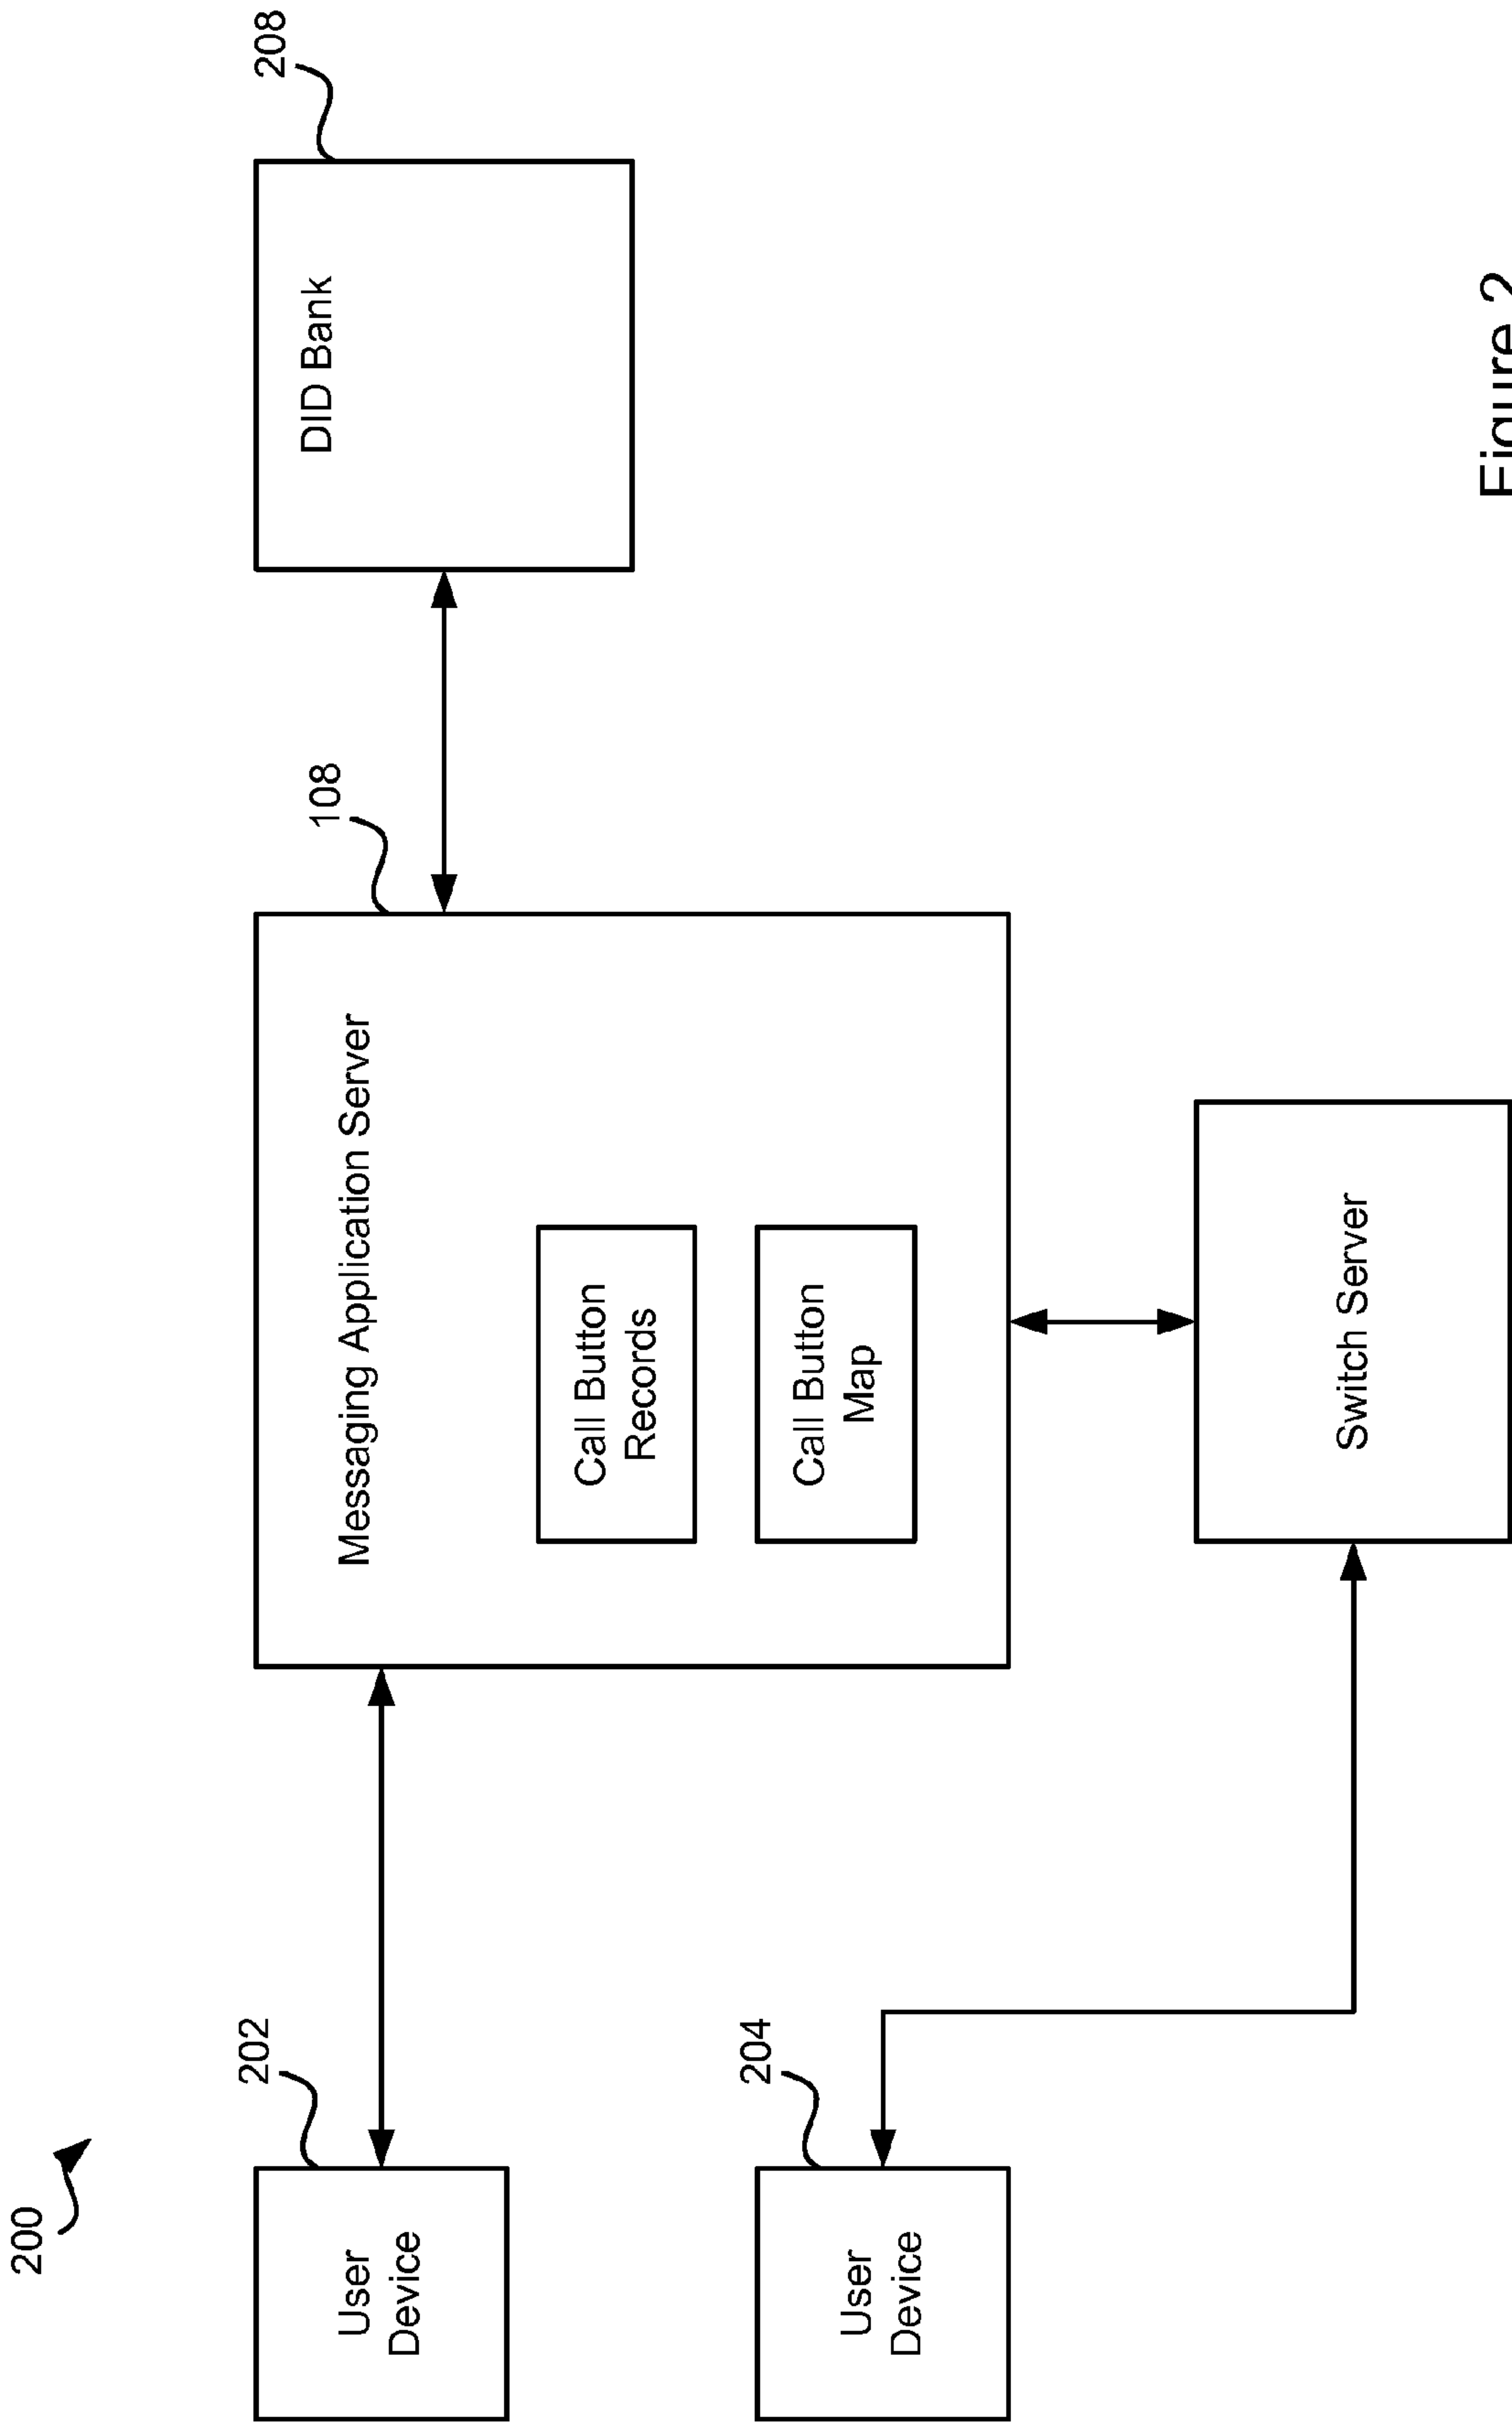 200
202
User
Device
204
User
Device
108
Messaging Application Server
Call Button
Records
Call Button
Map
208
DID Bank
Switch Server
Figure 2